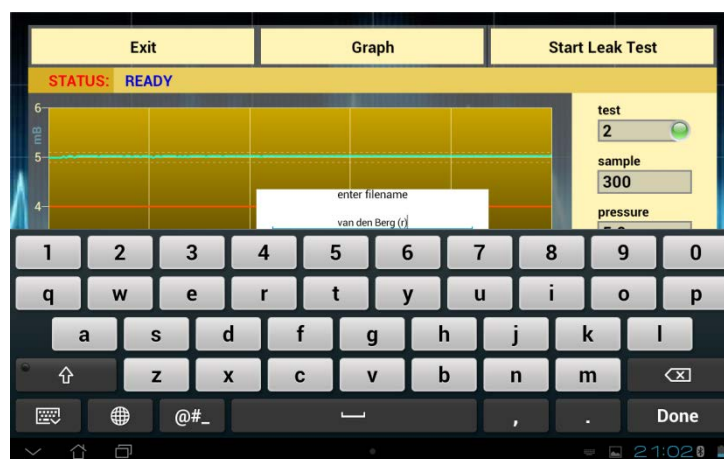 Exit Graph Start Leak Test
STATUS: READY
6
mB
5
4
test
2
sample
300
pressure
enter filename
van den Berg (r)
1 2 3 4 5 6 7 8 9 0
q w e r t y u i o p
a s d f g h j k l
z x c v b n m
@#_ , . Done
21:02